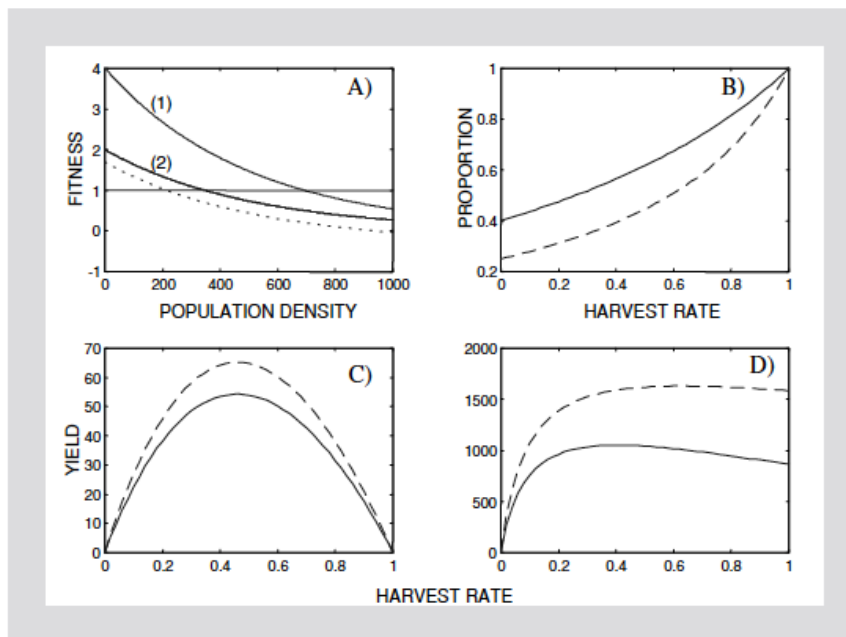 A)
(1)
(2)
FITNESS
4
3
2
1
0
-1
0 200 400 600 800 1000
POPULATION DENSITY
B)
PROPORTION
1
0.8
0.6
0.4
0.2
0 0.2 0.4 0.6 0.8 1
HARVEST RATE
C)
YIELD
70
60
50
40
30
20
10
0
0 0.2 0.4 0.6 0.8 1
D)
2000
1500
1000
500
0
0 0.2 0.4 0.6 0.8 1
HARVEST RATE